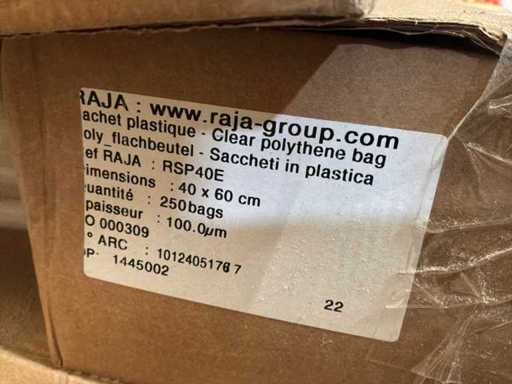 RAJA : www.raja-group.com
achet plastique - Clear polythene bag
oly_flachbeutel - Saccheti in plastica
ef RAJA : RSP40E
imensions : 40 x 60 cm
uantité : 250bags
paisseur : 100.0µm
O 000309
° ARC : 1012405176 7
OP 1445002
22